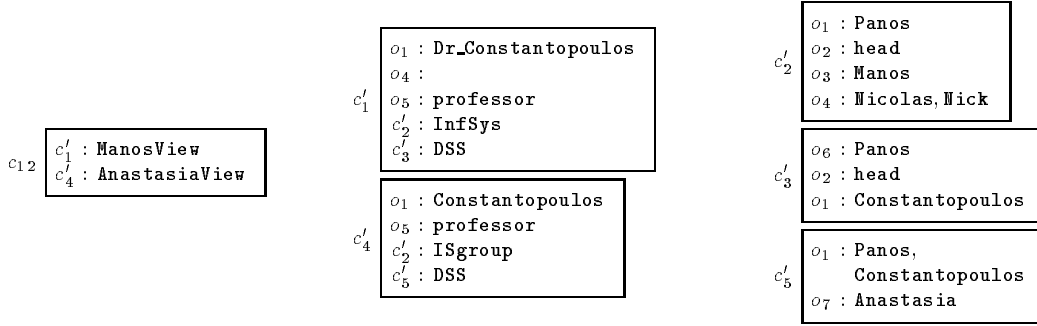 c12
c′1 : ManosView
c′4 : AnastasiaView
c′1
o1 : Dr_Constantopoulos
o4 :
o5 : professor
c′2 : InfSys
c′3 : DSS
c′4
o1 : Constantopoulos
o5 : professor
c′2 : ISgroup
c′5 : DSS
c′2
o1 : Panos
o2 : head
o3 : Manos
o4 : Nicolas, Nick
c′3
o6 : Panos
o2 : head
o1 : Constantopoulos
c′5
o1 : Panos,
Constantopoulos
o7 : Anastasia